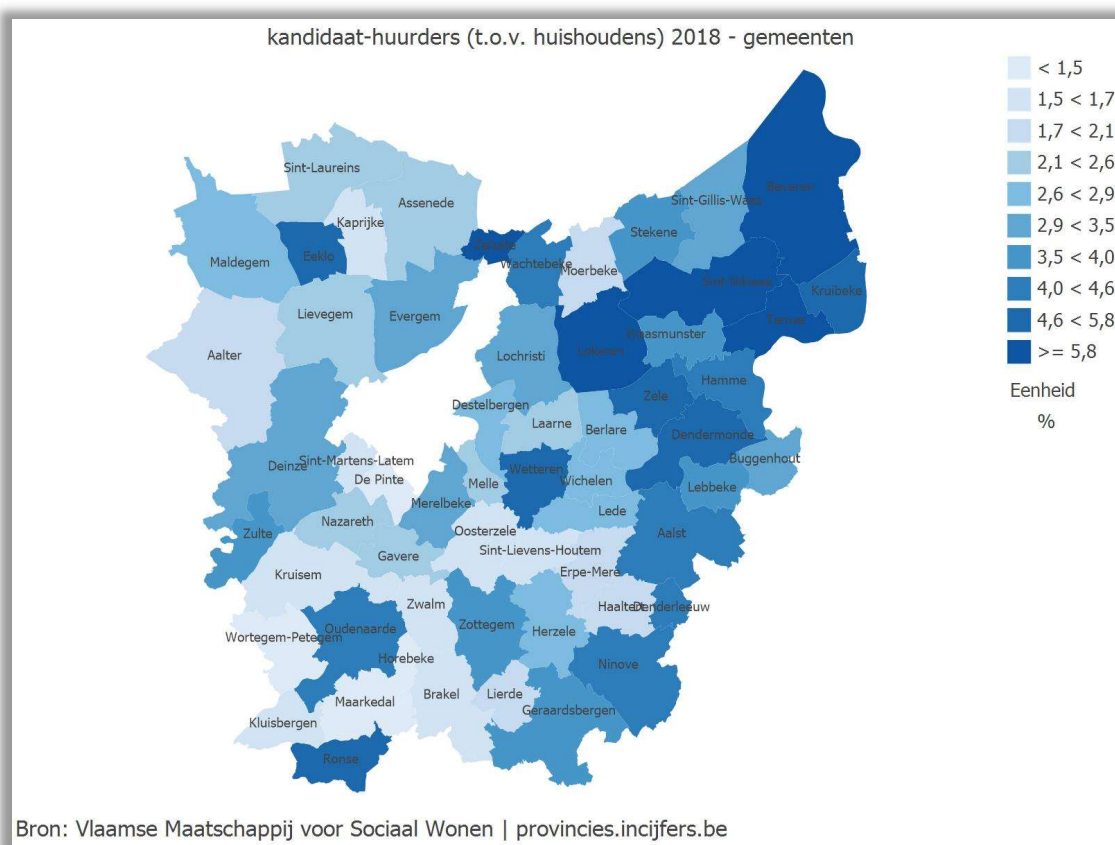 kandidaat-huurders (t.o.v. huishoudens) 2018 - gemeenten
< 1,5
1,5 < 1,7
1,7 < 2,1
2,1 < 2,6
2,6 < 2,9
2,9 < 3,5
3,5 < 4,0
4,0 < 4,6
4,6 < 5,8
>= 5,8
Eenheid
%
Sint-Laureins
Assenede
Kaprijke
Eeklo
Maldegem
Lievegem
Evergem
Aalter
Zelzate
Wachtebeke
Moerbeke
Stekene
Sint-Gillis-Waas
Beveren
Sint-Niklaas
Kruibeke
Temse
Waasmunster
Lokeren
Lochristi
Hamme
Zele
Destelbergen
Laarne
Berlare
Dendermonde
Buggenhout
Lebbeke
Wetteren
Wichelen
Melle
Merelbeke
Lede
Aalst
Deinze
Sint-Martens-Latem
De Pinte
Nazareth
Zulte
Gavere
Oosterzele
Sint-Lievens-Houtem
Erpe-Mere
Haaltert
Denderleeuw
Kruisem
Zwalm
Zottegem
Herzele
Ninove
Wortegem-Petegem
Oudenaarde
Horebeke
Maarkedal
Brakel
Lierde
Geraardsbergen
Kluisbergen
Ronse
Bron: Vlaamse Maatschappij voor Sociaal Wonen | provincies.incijfers.be